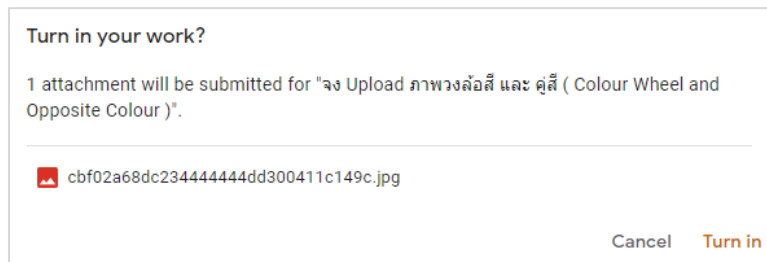 Turn in your work?
1 attachment will be submitted for "จง Upload ภาพวงล้อสี และ คู่สี ( Colour Wheel and
Opposite Colour )".
cbf02a68dc234444444dd300411c149c.jpg
Cancel Turn in